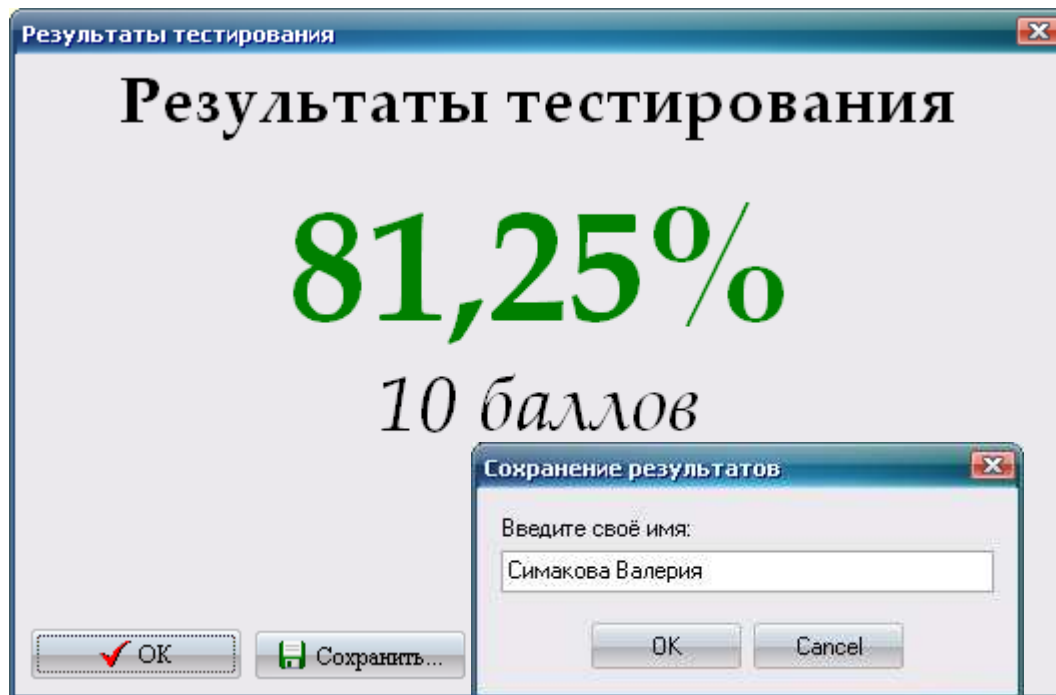 Результаты тестирования
Результаты тестирования
81,25%
10 баллов
Сохранение результатов
Введите своё имя:
Симакова Валерия
OK Cancel
OK Сохранить...